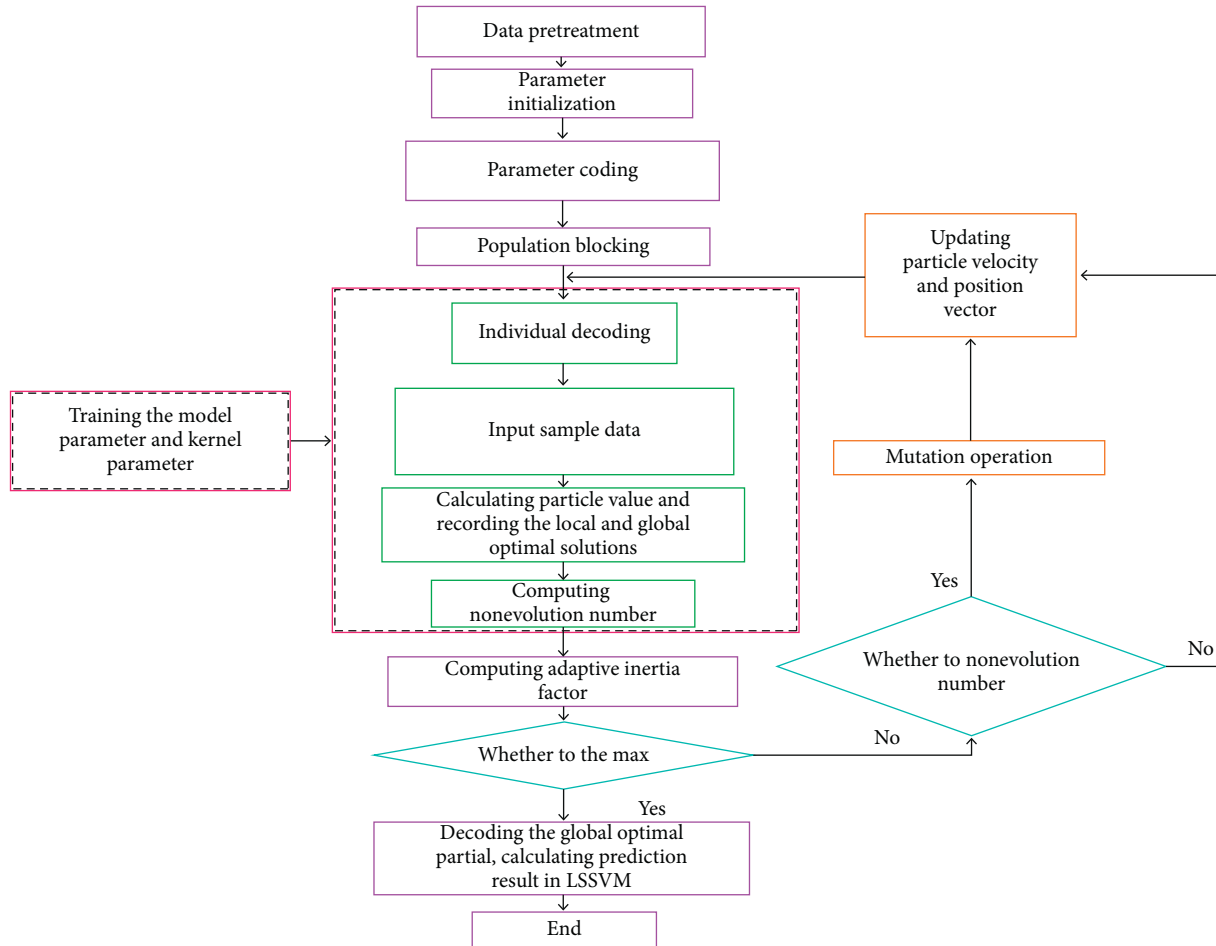 Data pretreatment
Parameter
initialization
Parameter coding
Population blocking
Updating
particle velocity
and position
vector
Individual decoding
Training the model
parameter and kernel
parameter
Input sample data
Mutation operation
Calculating particle value and
recording the local and global
optimal solutions
Yes
Computing
nonevolution number
Whether to nonevolution
number
No
Computing adaptive inertia
factor
No
Whether to the max
Yes
Decoding the global optimal
partial, calculating prediction
result in LSSVM
End